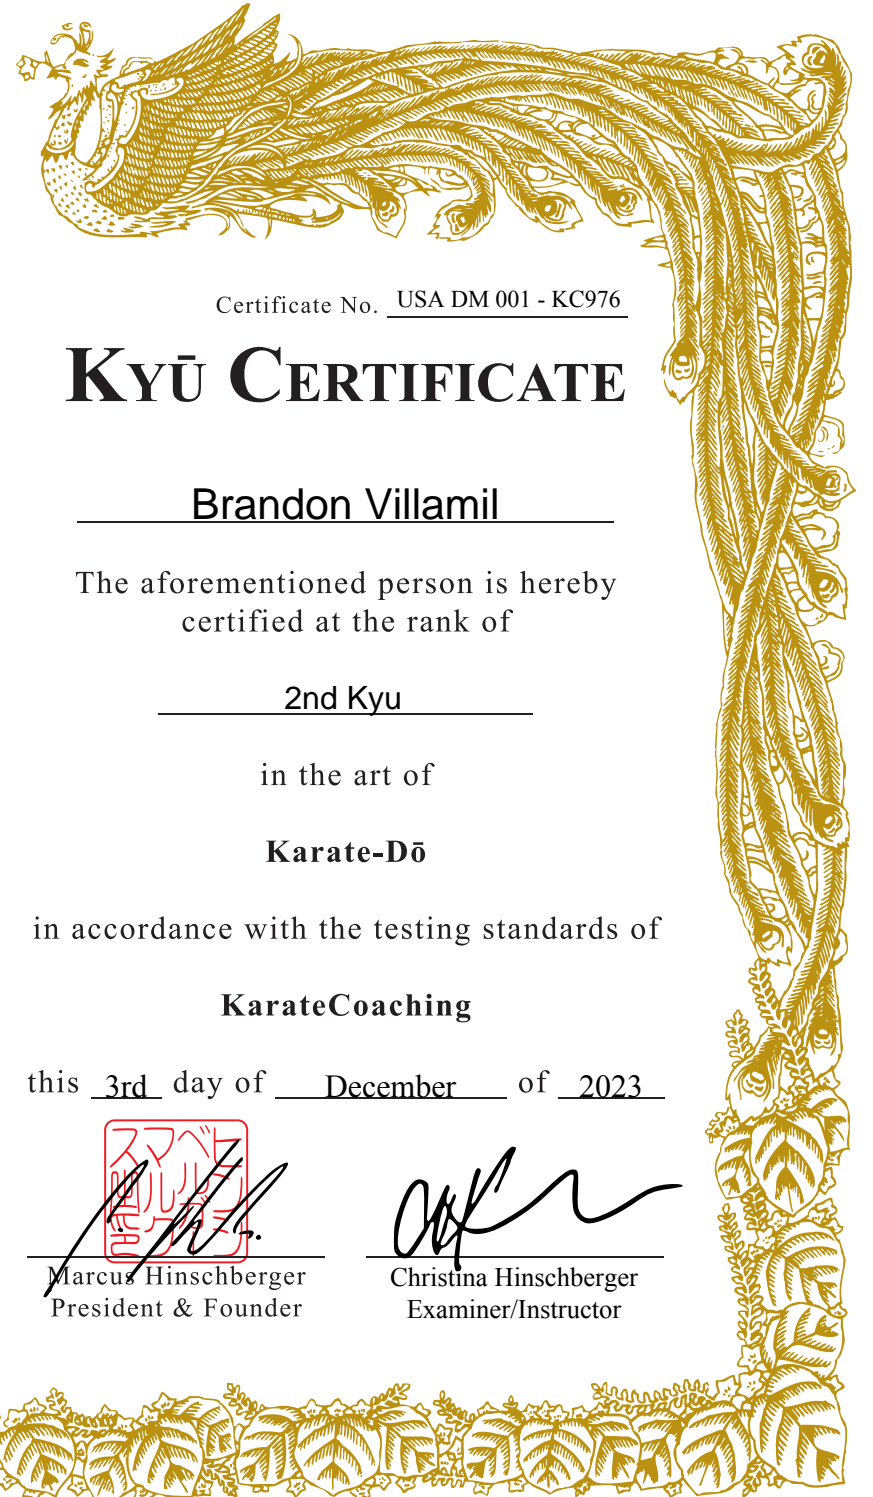 Certificate No. USA DM 001 - KC976
KYŪ CERTIFICATE
Brandon Villamil
The aforementioned person is hereby
certified at the rank of
2nd Kyu
in the art of
Karate-Dō
in accordance with the testing standards of
KarateCoaching
this 3rd day of December of 2023
Marcus Hinschberger
President & Founder
Christina Hinschberger
Examiner/Instructor